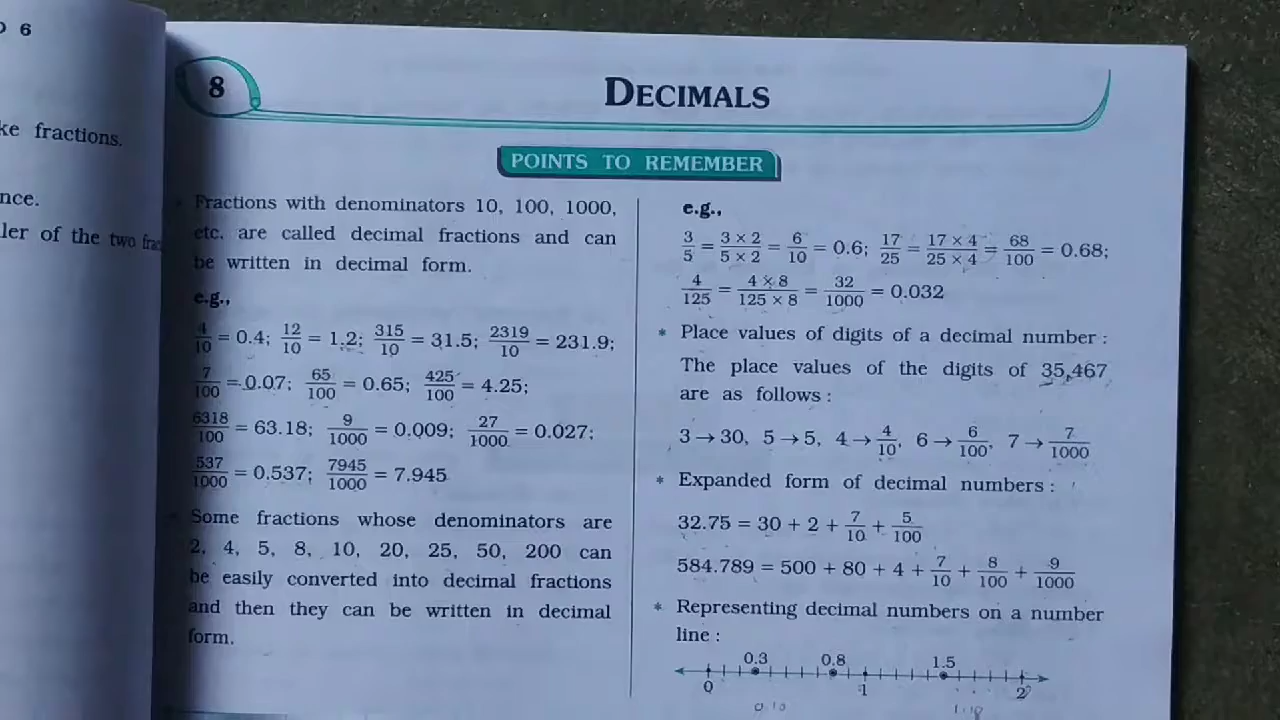 6
ke fractions.
nce.
ler of the two frac
8
DECIMALS
POINTS TO REMEMBER
Fractions with denominators 10, 100, 1000,
etc. are called decimal fractions and can
be written in decimal form.
e.g.,
4/10 = 0.4; 12/10 = 1.2; 315/10 = 31.5; 2319/10 = 231.9;
7/100 = 0.07; 65/100 = 0.65; 425/100 = 4.25;
6318/100 = 63.18; 9/1000 = 0.009; 27/1000 = 0.027;
537/1000 = 0.537; 7945/1000 = 7.945
Some fractions whose denominators are
2, 4, 5, 8, 10, 20, 25, 50, 200 can
be easily converted into decimal fractions
and then they can be written in decimal
form.
e.g.,
3/5 = 3 × 2/5 × 2 = 6/10 = 0.6; 17/25 = 17 × 4/25 × 4 = 68/100 = 0.68;
4/125 = 4 × 8/125 × 8 = 32/1000 = 0.032
* Place values of digits of a decimal number :
The place values of the digits of 35,467
are as follows :
3 → 30, 5 → 5, 4 → 4/10, 6 → 6/100, 7 → 7/1000
* Expanded form of decimal numbers :
32.75 = 30 + 2 + 7/10 + 5/100
584.789 = 500 + 80 + 4 + 7/10 + 8/100 + 9/1000
* Representing decimal numbers on a number
line :
0.3 0.8 1.5
0 1 2